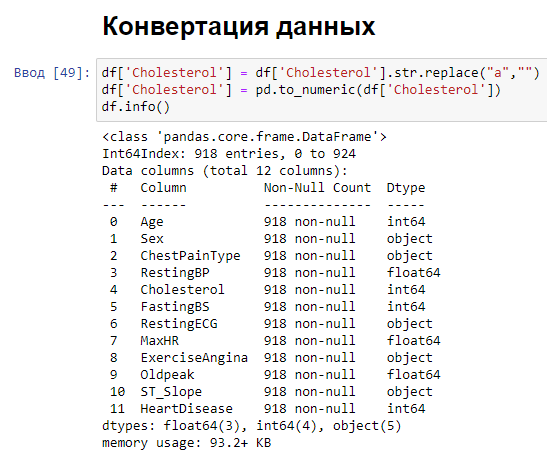 Конвертация данных
Ввод [49]: df['Cholesterol'] = df['Cholesterol'].str.replace("a","")
df['Cholesterol'] = pd.to_numeric(df['Cholesterol'])
df.info()
<class 'pandas.core.frame.DataFrame'>
Int64Index: 918 entries, 0 to 924
Data columns (total 12 columns):
 #   Column          Non-Null Count  Dtype
---  ------          --------------  -----
 0   Age             918 non-null    int64
 1   Sex             918 non-null    object
 2   ChestPainType   918 non-null    object
 3   RestingBP       918 non-null    float64
 4   Cholesterol     918 non-null    int64
 5   FastingBS       918 non-null    int64
 6   RestingECG      918 non-null    object
 7   MaxHR           918 non-null    float64
 8   ExerciseAngina  918 non-null    object
 9   Oldpeak         918 non-null    float64
 10  ST_Slope        918 non-null    object
 11  HeartDisease    918 non-null    int64
dtypes: float64(3), int64(4), object(5)
memory usage: 93.2+ KB